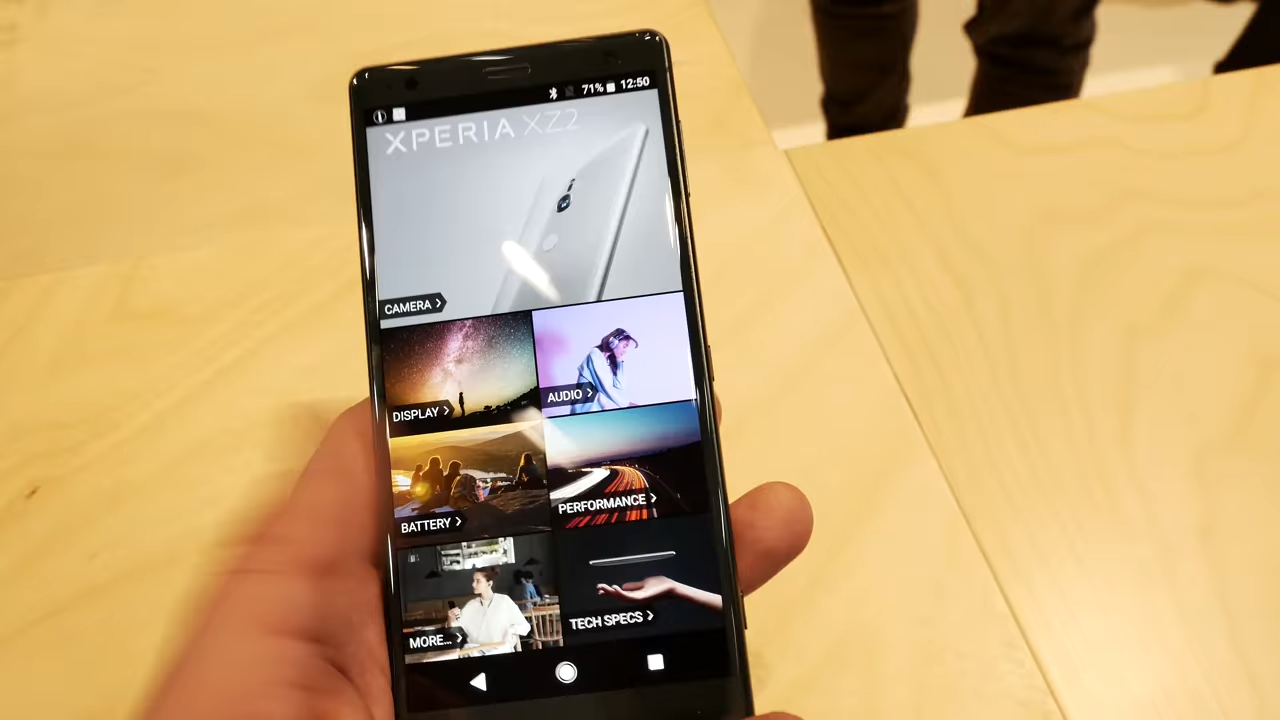 71% 12:50
XPERIA XZ2
CAMERA
DISPLAY
AUDIO
BATTERY
PERFORMANCE
MORE...
TECH SPECS